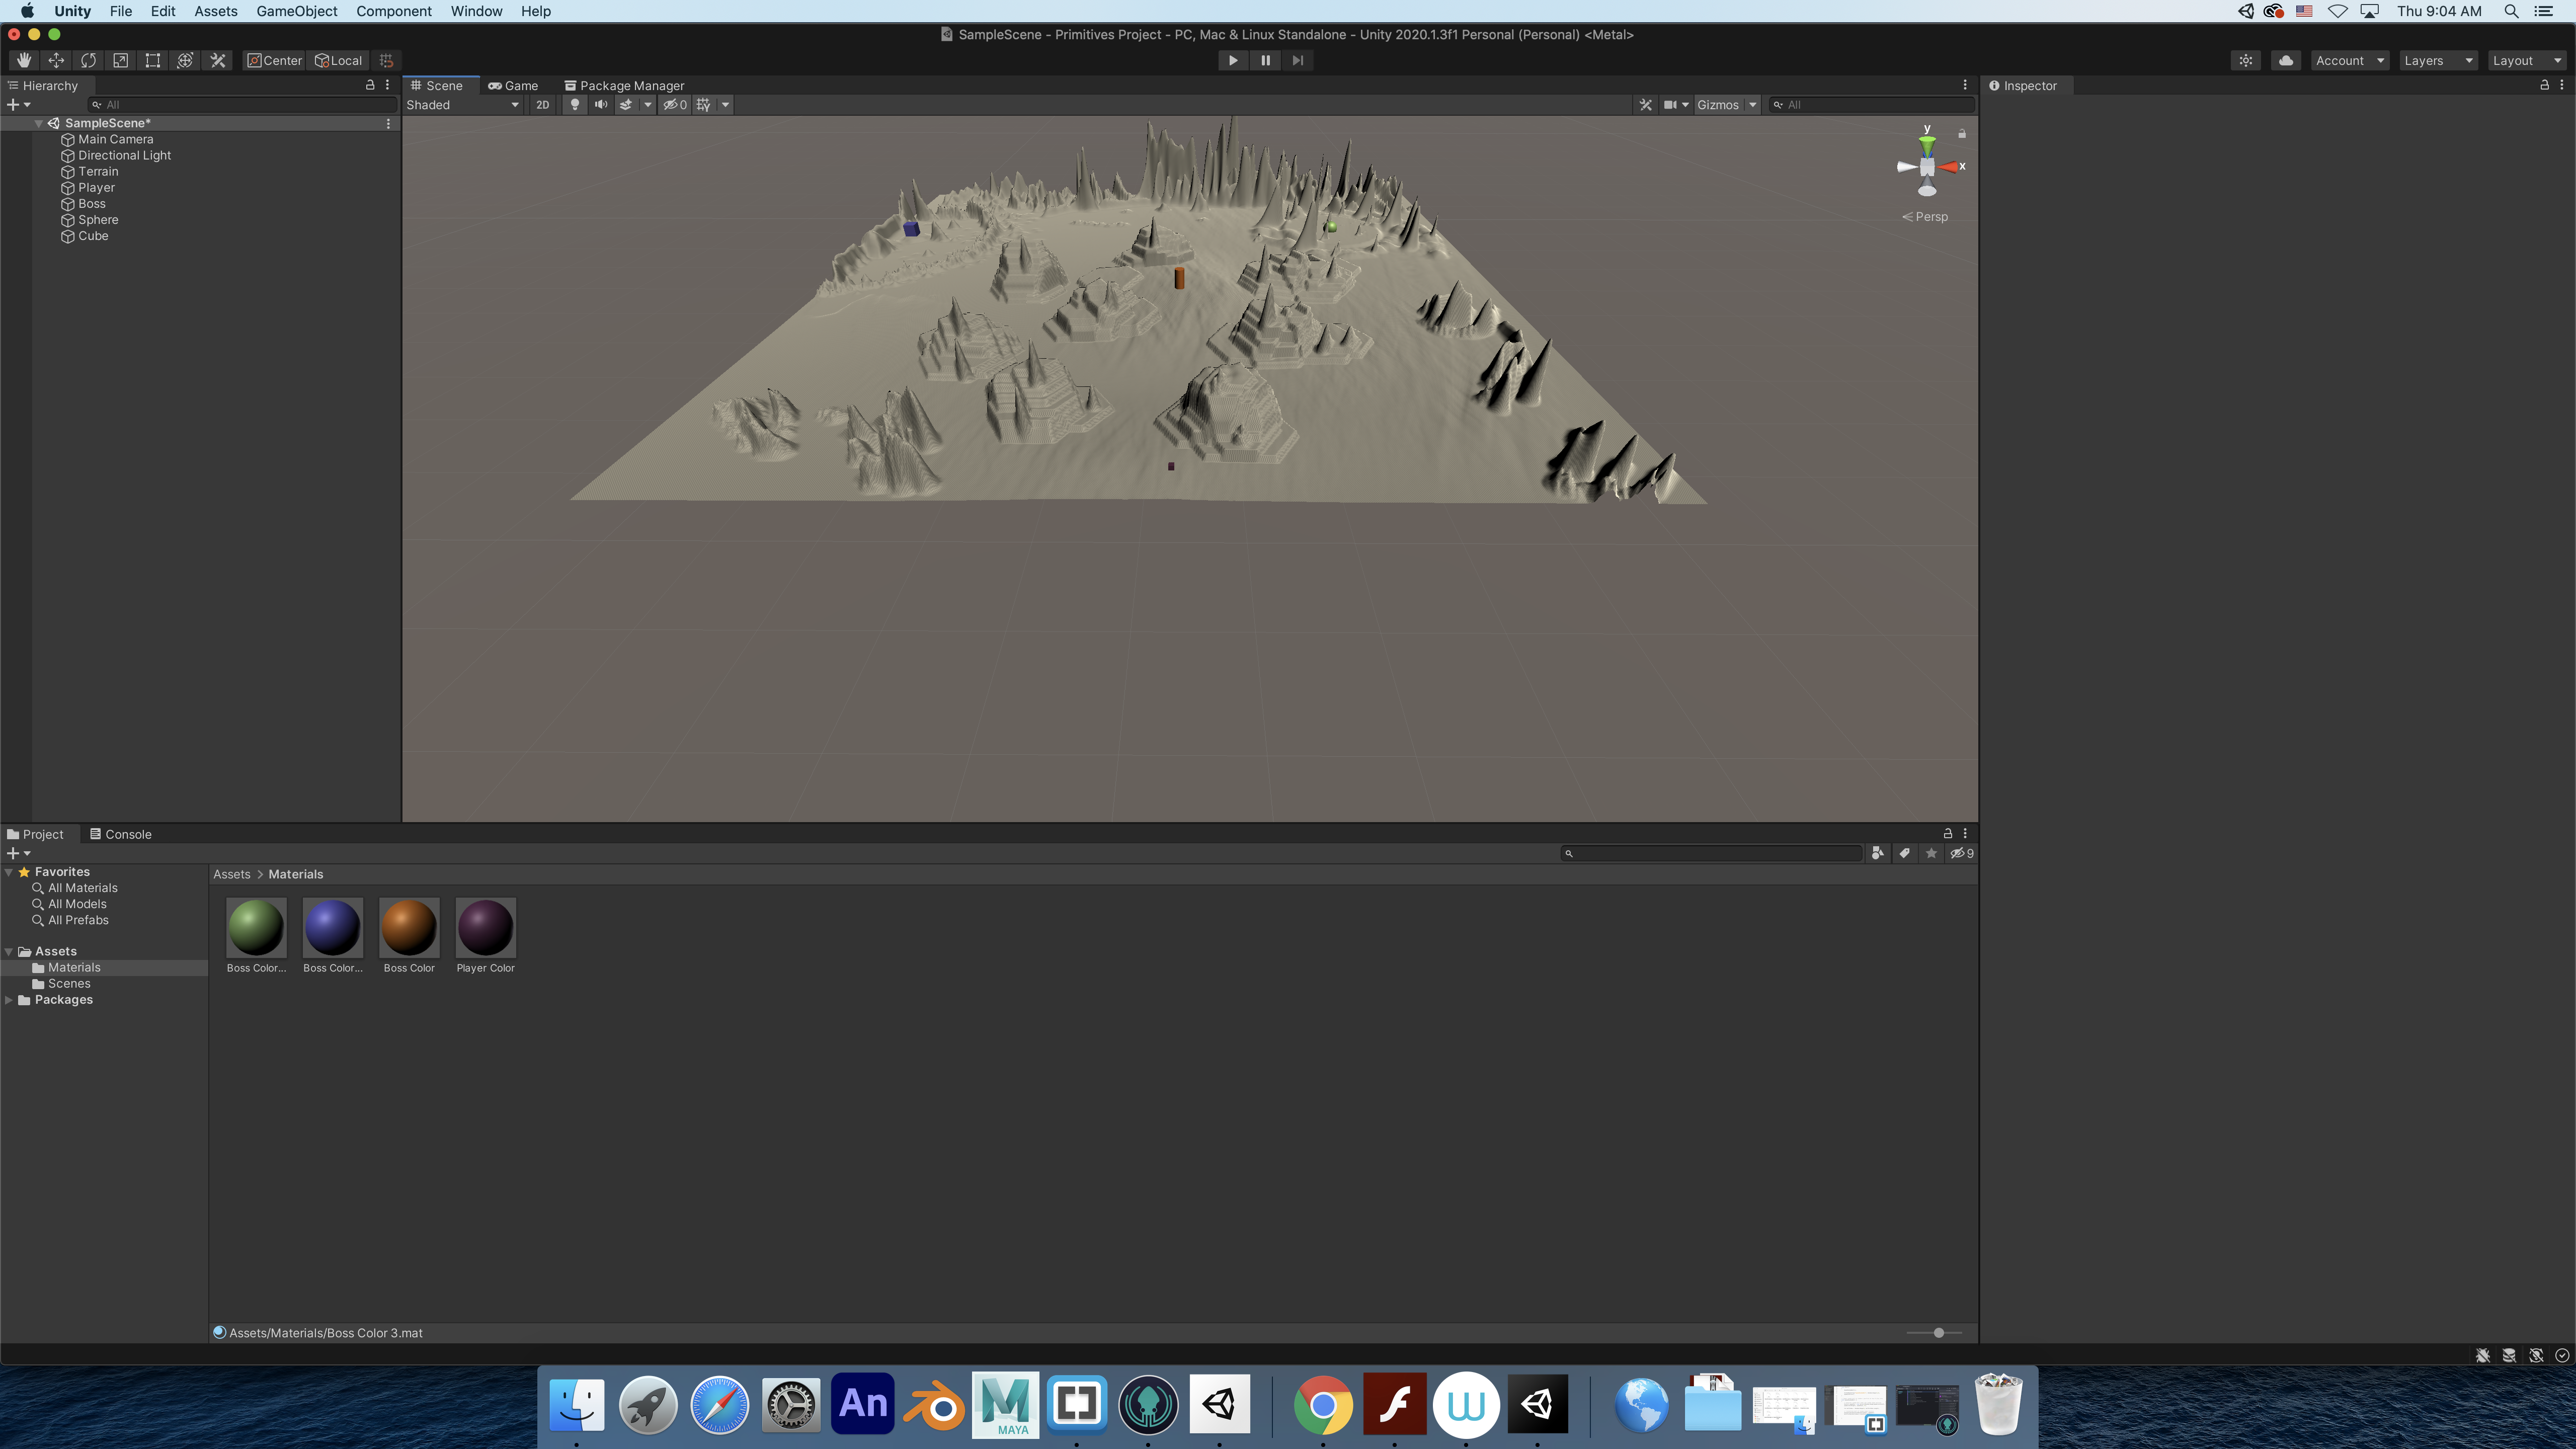 Unity File Edit Assets GameObject Component Window Help Thu 9:04 AM
SampleScene - Primitives Project - PC, Mac & Linux Standalone - Unity 2020.1.3f1 Personal (Personal) <Metal>
Center Local Account Layers Layout
Hierarchy Scene Game Package Manager Inspector
All Shaded 2D 0 Gizmos All
SampleScene*
Main Camera
Directional Light
Terrain
Player
Boss
Sphere
Cube
y
x
Persp
Project Console
9
Favorites
All Materials
All Models
All Prefabs
Assets
Materials
Scenes
Packages
Assets > Materials
Boss Color... Boss Color... Boss Color Player Color
Assets/Materials/Boss Color 3.mat
An
MAYA